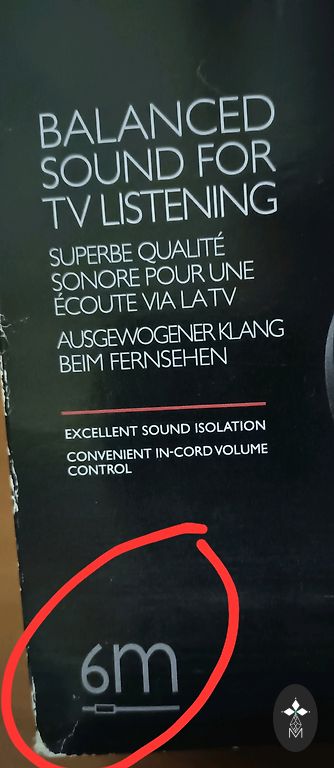 BALANCED
SOUND FOR
TV LISTENING
SUPERBE QUALITÉ
SONORE POUR UNE
ÉCOUTE VIA LA TV
AUSGEWOGENER KLANG
BEIM FERNSEHEN
EXCELLENT SOUND ISOLATION
CONVENIENT IN-CORD VOLUME
CONTROL
6m
M